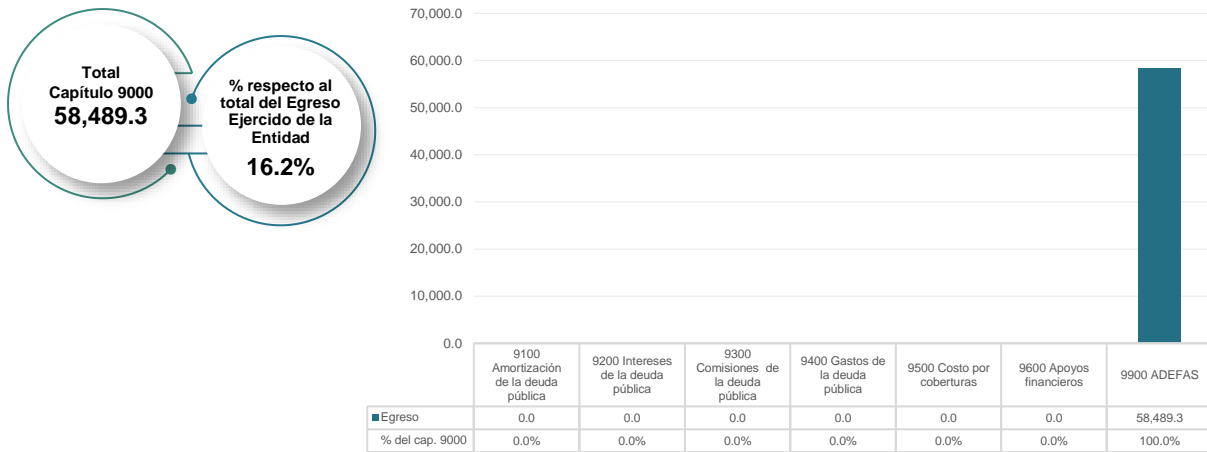 Total
Capítulo 9000
58,489.3
% respecto al
total del Egreso
Ejercido de la
Entidad
16.2%
70,000.0
60,000.0
50,000.0
40,000.0
30,000.0
20,000.0
10,000.0
0.0
9100
Amortización
de la deuda
pública
9200 Intereses
de la deuda
pública
9300
Comisiones de
la deuda
pública
9400 Gastos de
la deuda
pública
9500 Costo por
coberturas
9600 Apoyos
financieros
9900 ADEFAS
Egreso 0.0 0.0 0.0 0.0 0.0 0.0 58,489.3
% del cap. 9000 0.0% 0.0% 0.0% 0.0% 0.0% 0.0% 100.0%